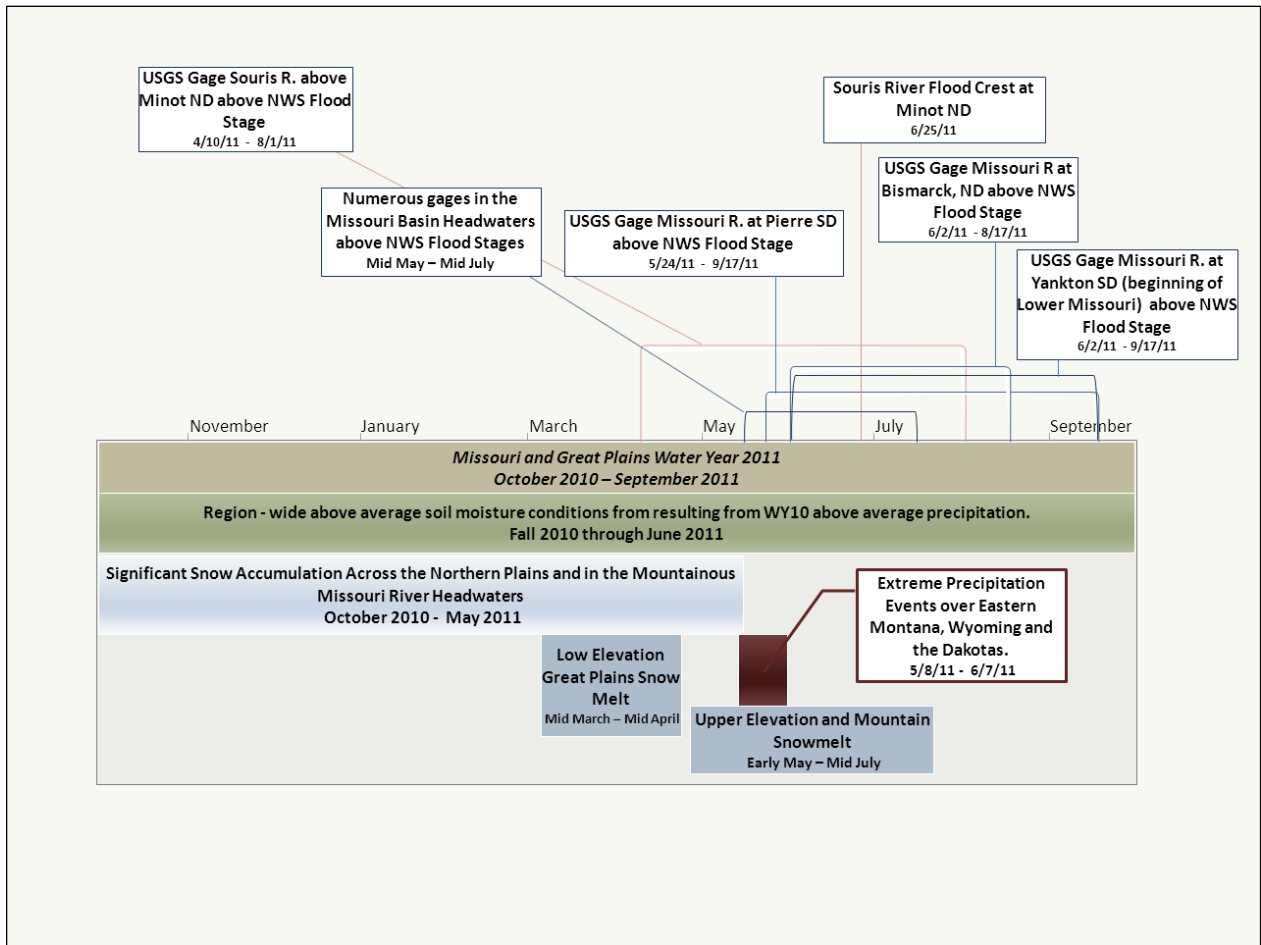 USGS Gage Souris R. above
Minot ND above NWS Flood
Stage
4/10/11 - 8/1/11
Souris River Flood Crest at
Minot ND
6/25/11
Numerous gages in the
Missouri Basin Headwaters
above NWS Flood Stages
Mid May – Mid July
USGS Gage Missouri R. at Pierre SD
above NWS Flood Stage
5/24/11 - 9/17/11
USGS Gage Missouri R at
Bismarck, ND above NWS
Flood Stage
6/2/11 - 8/17/11
USGS Gage Missouri R. at
Yankton SD (beginning of
Lower Missouri) above NWS
Flood Stage
6/2/11 - 9/17/11
November January March May July September
Missouri and Great Plains Water Year 2011
October 2010 – September 2011
Region - wide above average soil moisture conditions from resulting from WY10 above average precipitation.
Fall 2010 through June 2011
Significant Snow Accumulation Across the Northern Plains and in the Mountainous
Missouri River Headwaters
October 2010 - May 2011
Extreme Precipitation
Events over Eastern
Montana, Wyoming and
the Dakotas.
5/8/11 - 6/7/11
Low Elevation
Great Plains Snow
Melt
Mid March – Mid April
Upper Elevation and Mountain
Snowmelt
Early May – Mid July